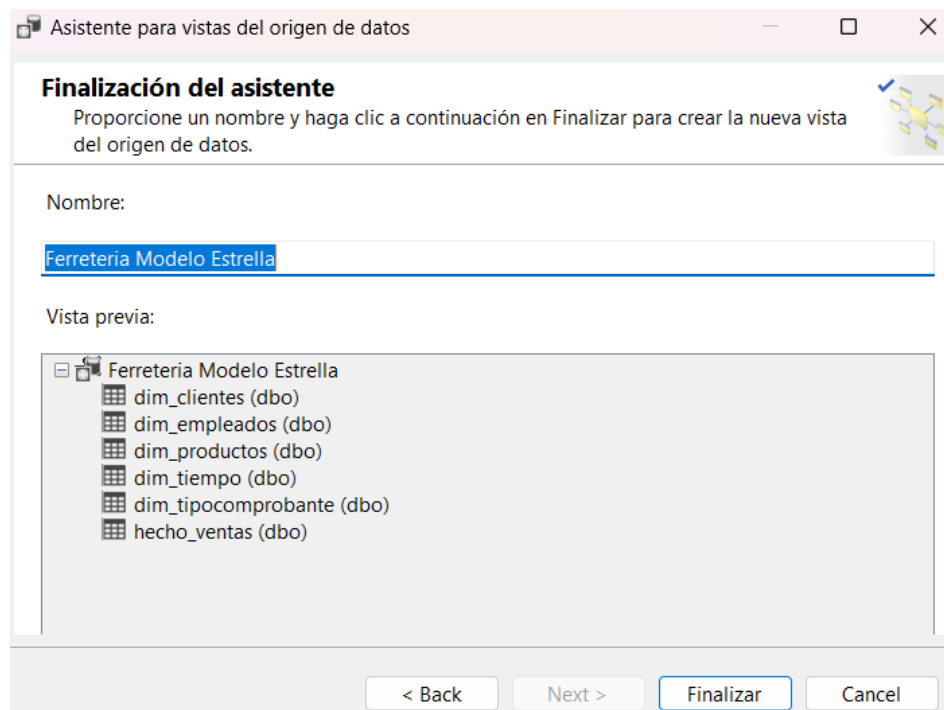 Asistente para vistas del origen de datos
Finalización del asistente
Proporcione un nombre y haga clic a continuación en Finalizar para crear la nueva vista
del origen de datos.
Nombre:
Ferreteria Modelo Estrella
Vista previa:
Ferreteria Modelo Estrella
dim_clientes (dbo)
dim_empleados (dbo)
dim_productos (dbo)
dim_tiempo (dbo)
dim_tipocomprobante (dbo)
hecho_ventas (dbo)
< Back Next > Finalizar Cancel